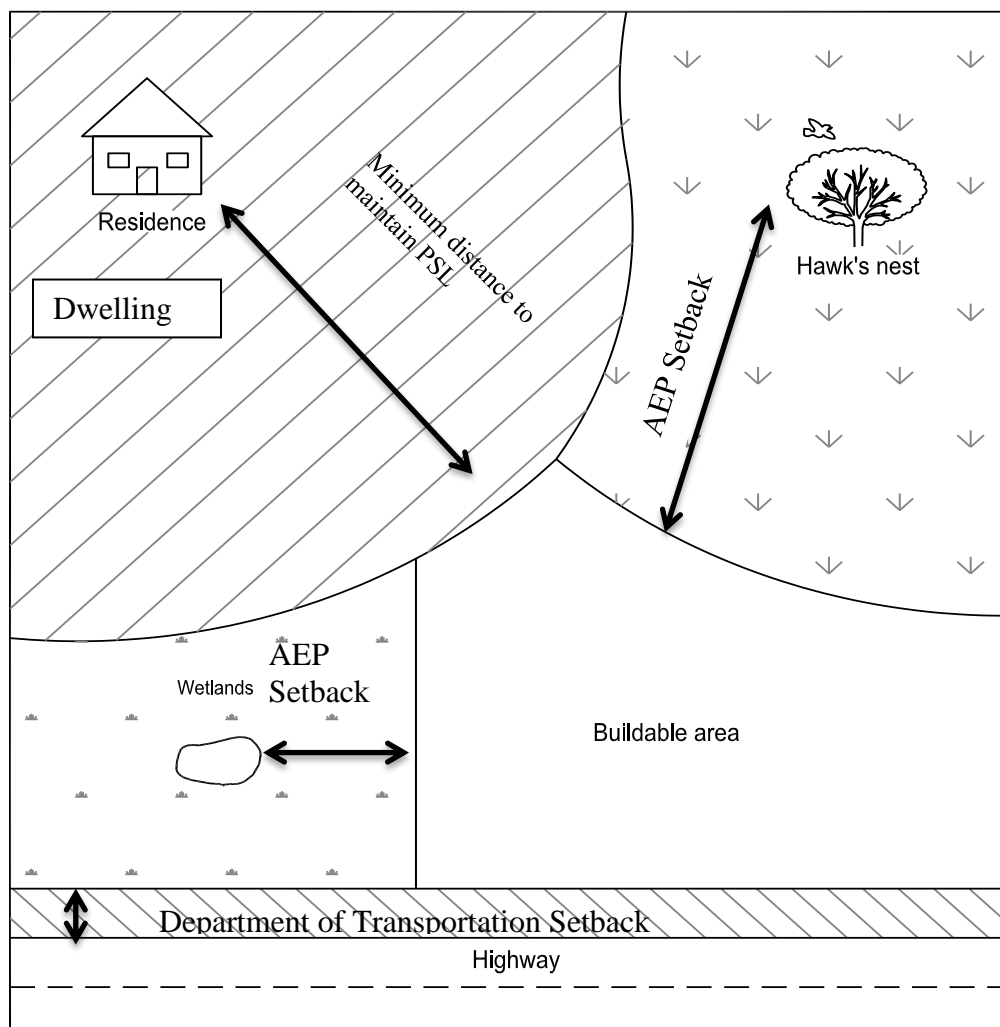 Residence
Dwelling
Minimum distance to
maintain PSL
Hawk's nest
AEP Setback
Wetlands
AEP
Setback
Buildable area
Department of Transportation Setback
Highway